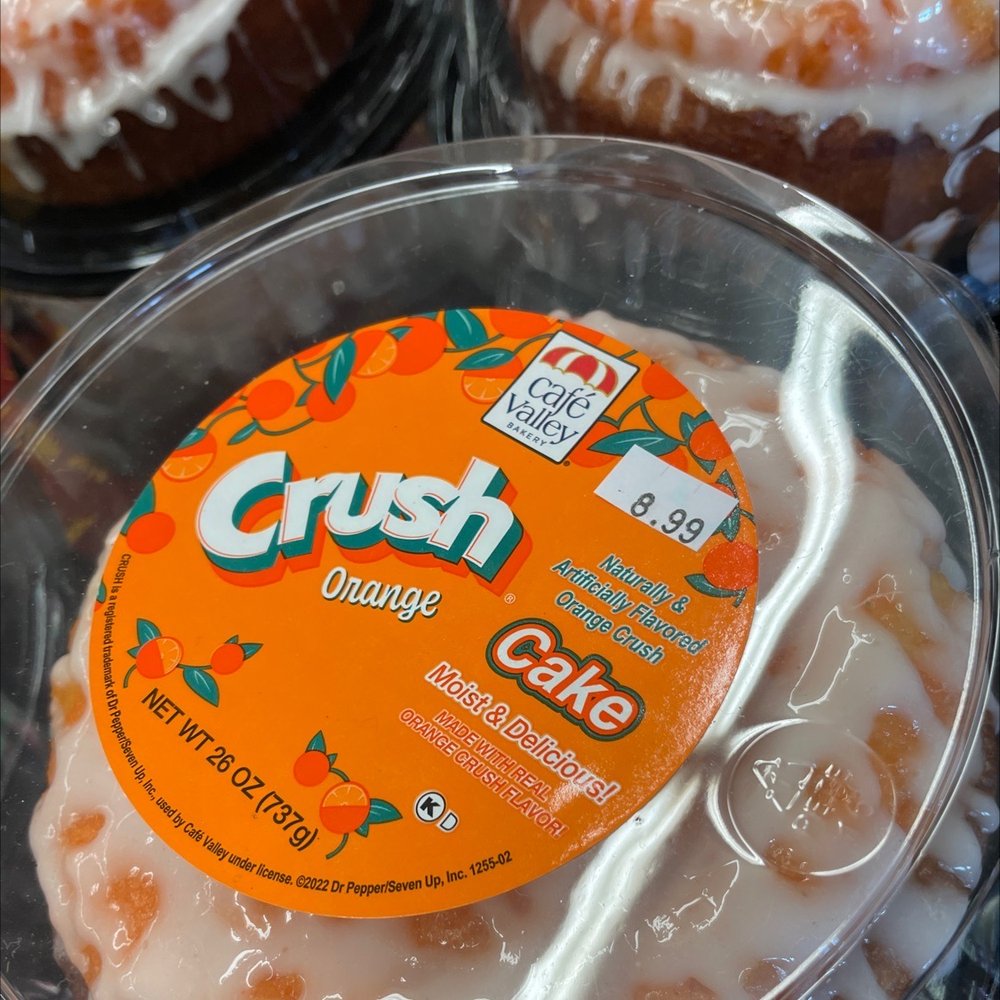 café
valley
BAKERY
8.99
Crush®
Orange
Naturally &
Artificially Flavored
Orange Crush
Cake
Moist & Delicious!
MADE WITH REAL
ORANGE CRUSH FLAVOR!
NET WT 26 OZ (737g)
K D
CRUSH is a registered trademark of Dr Pepper/Seven Up, Inc., used by Café Valley under license. ©2022 Dr Pepper/Seven Up, Inc. 1255-02